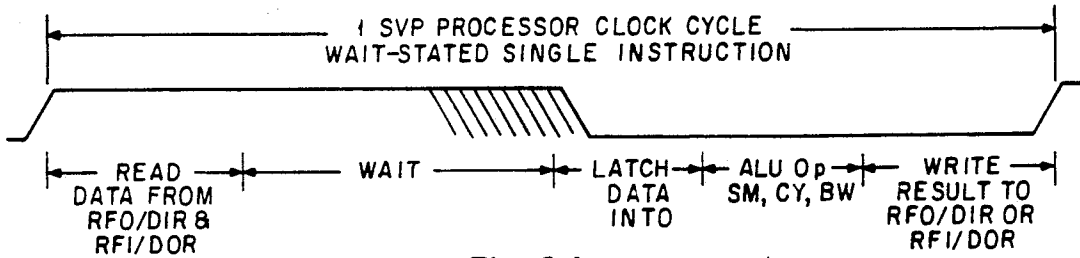 1 SVP PROCESSOR CLOCK CYCLE
WAIT-STATED SINGLE INSTRUCTION
READ
DATA FROM
RFO/DIR &
RFI/DOR
WAIT
LATCH
DATA
INTO
ALU Op
SM, CY, BW
WRITE
RESULT TO
RFO/DIR OR
RFI/DOR